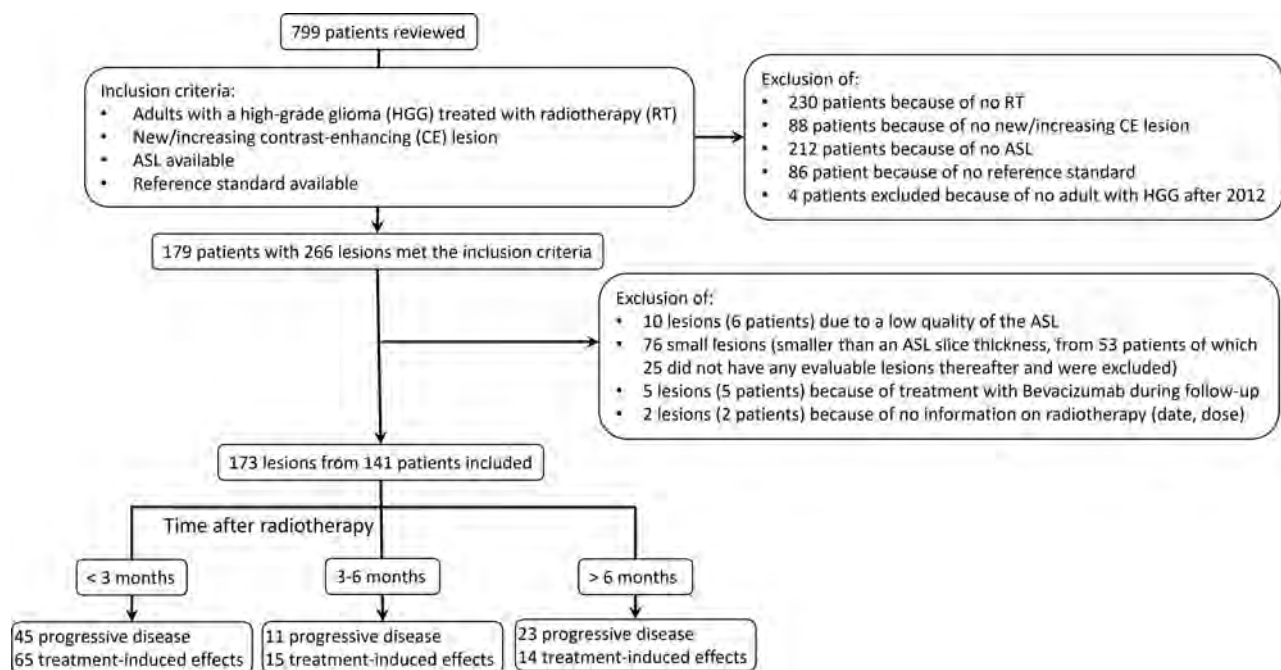 799 patients reviewed
Inclusion criteria:
• Adults with a high-grade glioma (HGG) treated with radiotherapy (RT)
• New/increasing contrast-enhancing (CE) lesion
• ASL available
• Reference standard available
Exclusion of:
• 230 patients because of no RT
• 88 patients because of no new/increasing CE lesion
• 212 patients because of no ASL
• 86 patient because of no reference standard
• 4 patients excluded because of no adult with HGG after 2012
179 patients with 266 lesions met the inclusion criteria
Exclusion of:
• 10 lesions (6 patients) due to a low quality of the ASL
• 76 small lesions (smaller than an ASL slice thickness, from 53 patients of which
25 did not have any evaluable lesions thereafter and were excluded)
• 5 lesions (5 patients) because of treatment with Bevacizumab during follow-up
• 2 lesions (2 patients) because of no information on radiotherapy (date, dose)
173 lesions from 141 patients included
Time after radiotherapy
< 3 months
3-6 months
> 6 months
45 progressive disease
65 treatment-induced effects
11 progressive disease
15 treatment-induced effects
23 progressive disease
14 treatment-induced effects